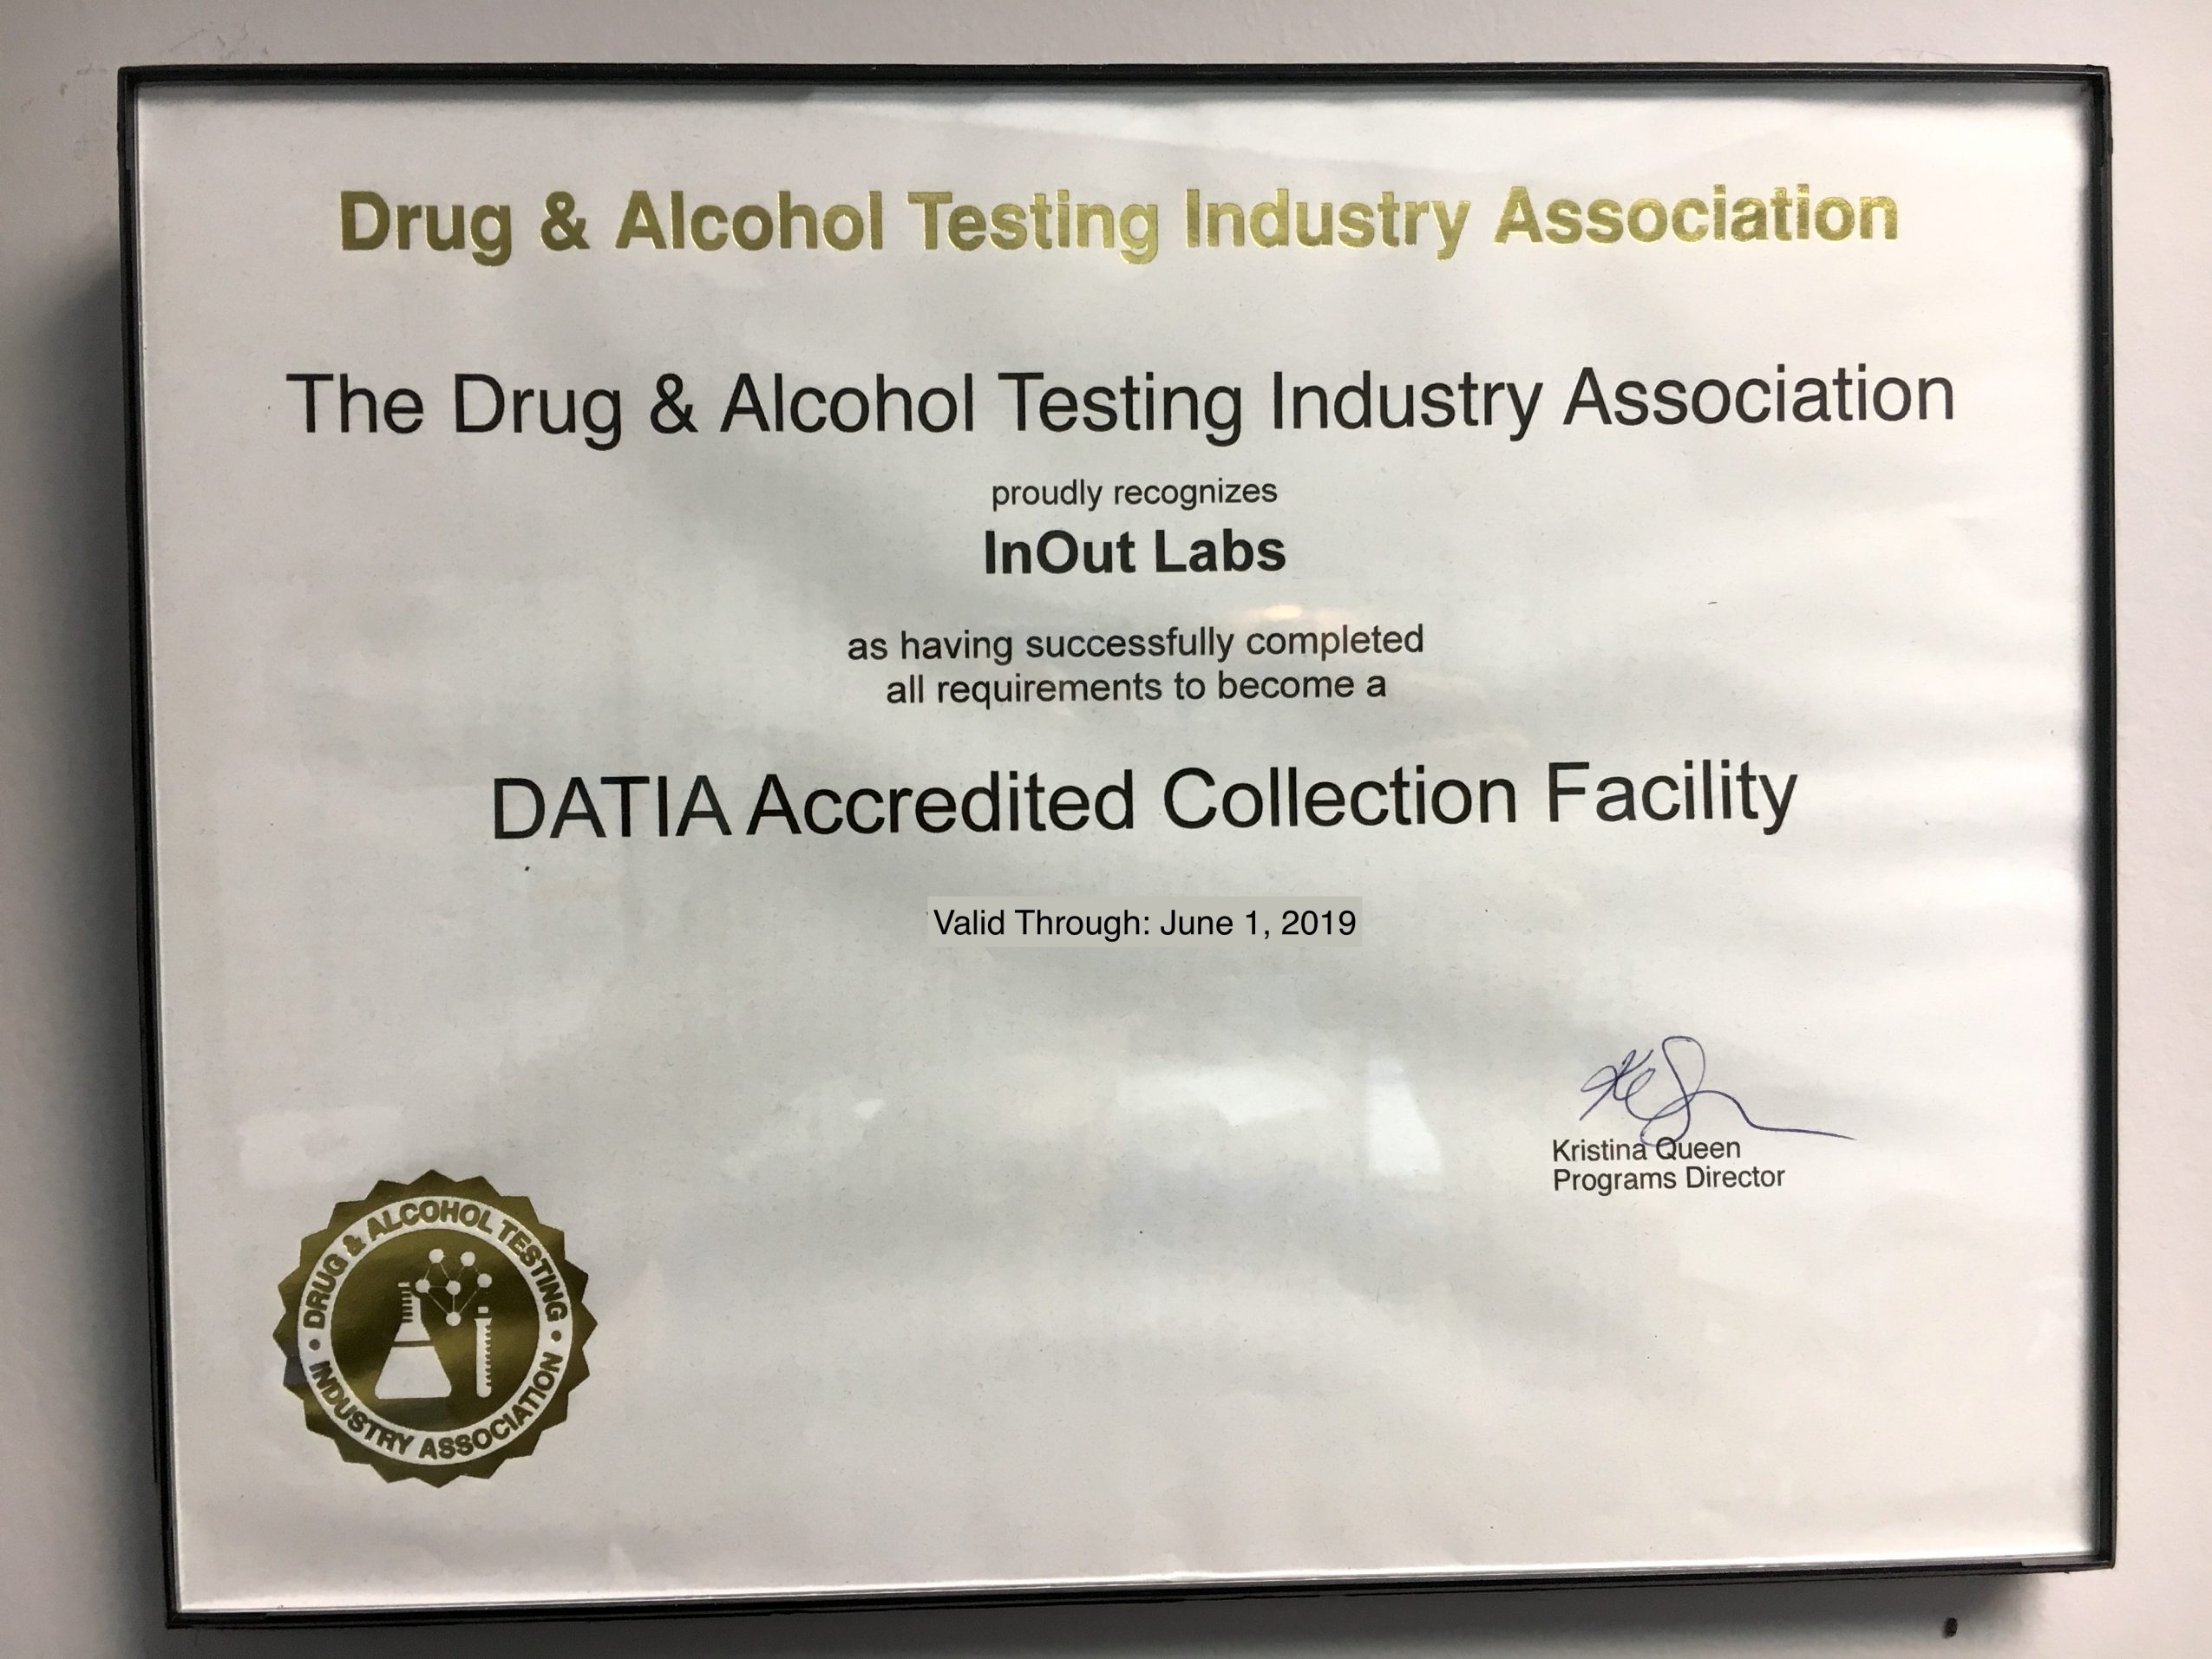 Drug & Alcohol Testing Industry Association
The Drug & Alcohol Testing Industry Association
proudly recognizes
InOut Labs
as having successfully completed
all requirements to become a
DATIA Accredited Collection Facility
Valid Through: June 1, 2019
Kristina Queen
Programs Director
DRUG & ALCOHOL TESTING
• INDUSTRY ASSOCIATION •